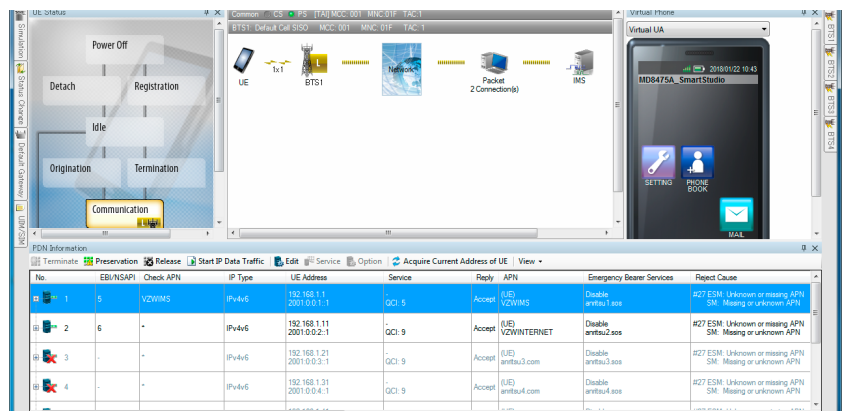 UE Status
Common CS PS [TAI] MCC: 001 MNC:01F TAC:1
Virtual Phone
BTS1: Default Cell SISO MCC: 001 MNC: 01F TAC: 1
Virtual UA
Simulation
Status Change
Default Gateway
UIM/SIM
Power Off
Detach
Registration
Idle
Origination
Termination
Communication
UE
1x1
L
BTS1
Network
Packet
2 Connection(s)
IMS
2018/01/22 10:43
MD8475A_SmartStudio
SETTING
PHONE
BOOK
MAIL
BTS1
BTS2
BTS3
BTS4
PDN Information
Terminate Preservation Release Start IP Data Traffic Edit Service Option Acquire Current Address of UE View
No. EBI/NSAPI Check APN IP Type UE Address Service Reply APN Emergency Bearer Services Reject Cause
1 5 VZWIMS IPv4v6 192.168.1.1 - Accept (UE) Disable #27 ESM: Unknown or missing APN
2001:0:0:1::1 QCI: 5 VZWIMS anritsu1.sos SM: Missing or unknown APN
2 6 * IPv4v6 192.168.1.11 - Accept (UE) Disable #27 ESM: Unknown or missing APN
2001:0:0:2::1 QCI: 9 VZWINTERNET anritsu2.sos SM: Missing or unknown APN
3 - * IPv4v6 192.168.1.21 - Accept (UE) Disable #27 ESM: Unknown or missing APN
2001:0:0:3::1 QCI: 9 anritsu3.com anritsu3.sos SM: Missing or unknown APN
4 - * IPv4v6 192.168.1.31 - Accept (UE) Disable #27 ESM: Unknown or missing APN
2001:0:0:4::1 QCI: 9 anritsu4.com anritsu4.sos SM: Missing or unknown APN